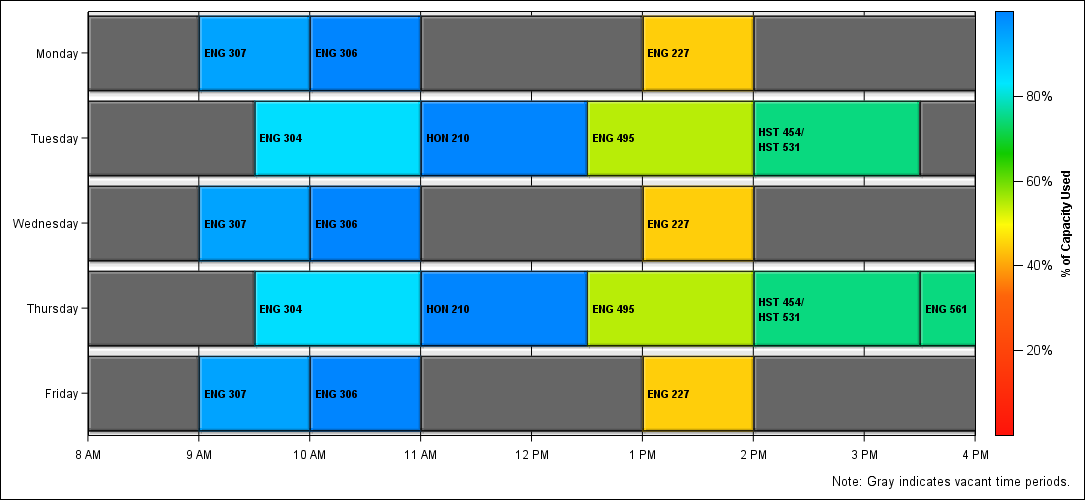 Monday
ENG 307
ENG 306
ENG 227
80%
Tuesday
ENG 304
HON 210
ENG 495
HST 454/
HST 531
60%
% of Capacity Used
Wednesday
ENG 307
ENG 306
ENG 227
40%
Thursday
ENG 304
HON 210
ENG 495
HST 454/
HST 531
ENG 561
20%
Friday
ENG 307
ENG 306
ENG 227
8 AM
9 AM
10 AM
11 AM
12 PM
1 PM
2 PM
3 PM
4 PM
Note: Gray indicates vacant time periods.